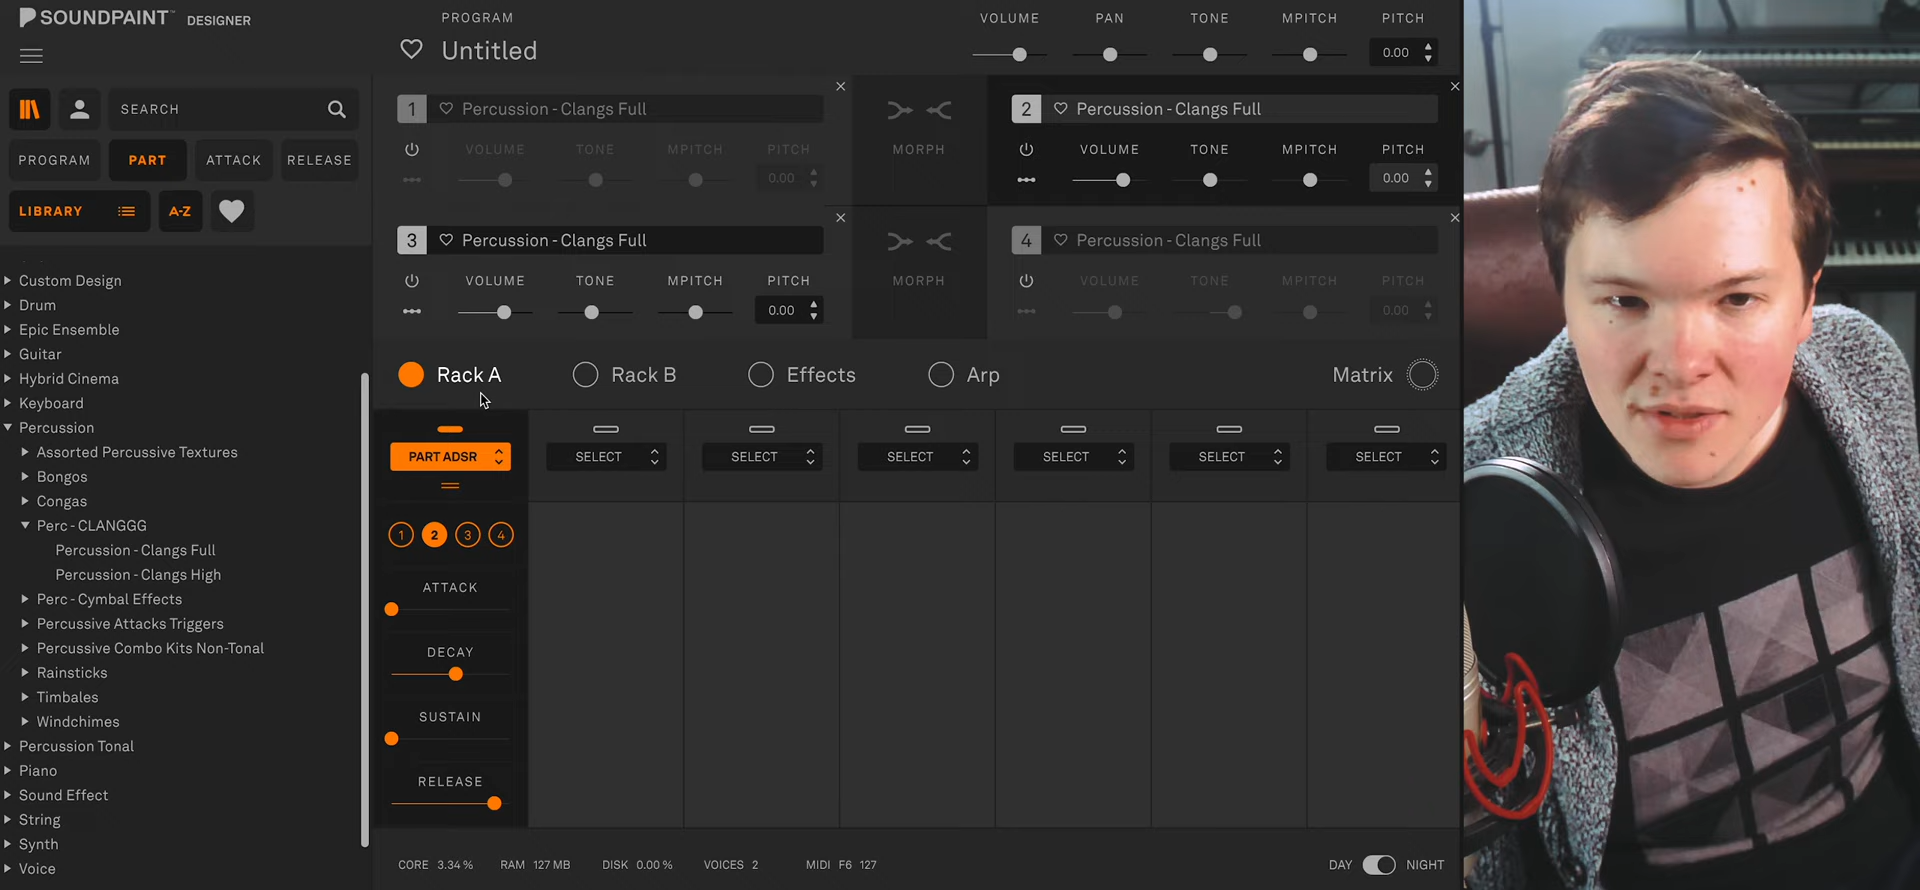 SOUNDPAINT™ DESIGNER
PROGRAM
Untitled
VOLUME PAN TONE MPITCH PITCH
0.00
SEARCH
PROGRAM PART ATTACK RELEASE
LIBRARY A-Z
Custom Design
Drum
Epic Ensemble
Guitar
Hybrid Cinema
Keyboard
Percussion
Assorted Percussive Textures
Bongos
Congas
Perc - CLANGGG
Percussion - Clangs Full
Percussion - Clangs High
Perc - Cymbal Effects
Percussive Attacks Triggers
Percussive Combo Kits Non-Tonal
Rainsticks
Timbales
Windchimes
Percussion Tonal
Piano
Sound Effect
String
Synth
Voice
1 Percussion - Clangs Full
VOLUME TONE MPITCH PITCH
0.00
MORPH
2 Percussion - Clangs Full
VOLUME TONE MPITCH PITCH
0.00
3 Percussion - Clangs Full
VOLUME TONE MPITCH PITCH
0.00
MORPH
4 Percussion - Clangs Full
VOLUME TONE MPITCH PITCH
0.00
Rack A Rack B Effects Arp Matrix
PART ADSR SELECT SELECT SELECT SELECT SELECT SELECT
1 2 3 4
ATTACK
DECAY
SUSTAIN
RELEASE
CORE 3.34 % RAM 127 MB DISK 0.00 % VOICES 2 MIDI F6 127 DAY NIGHT